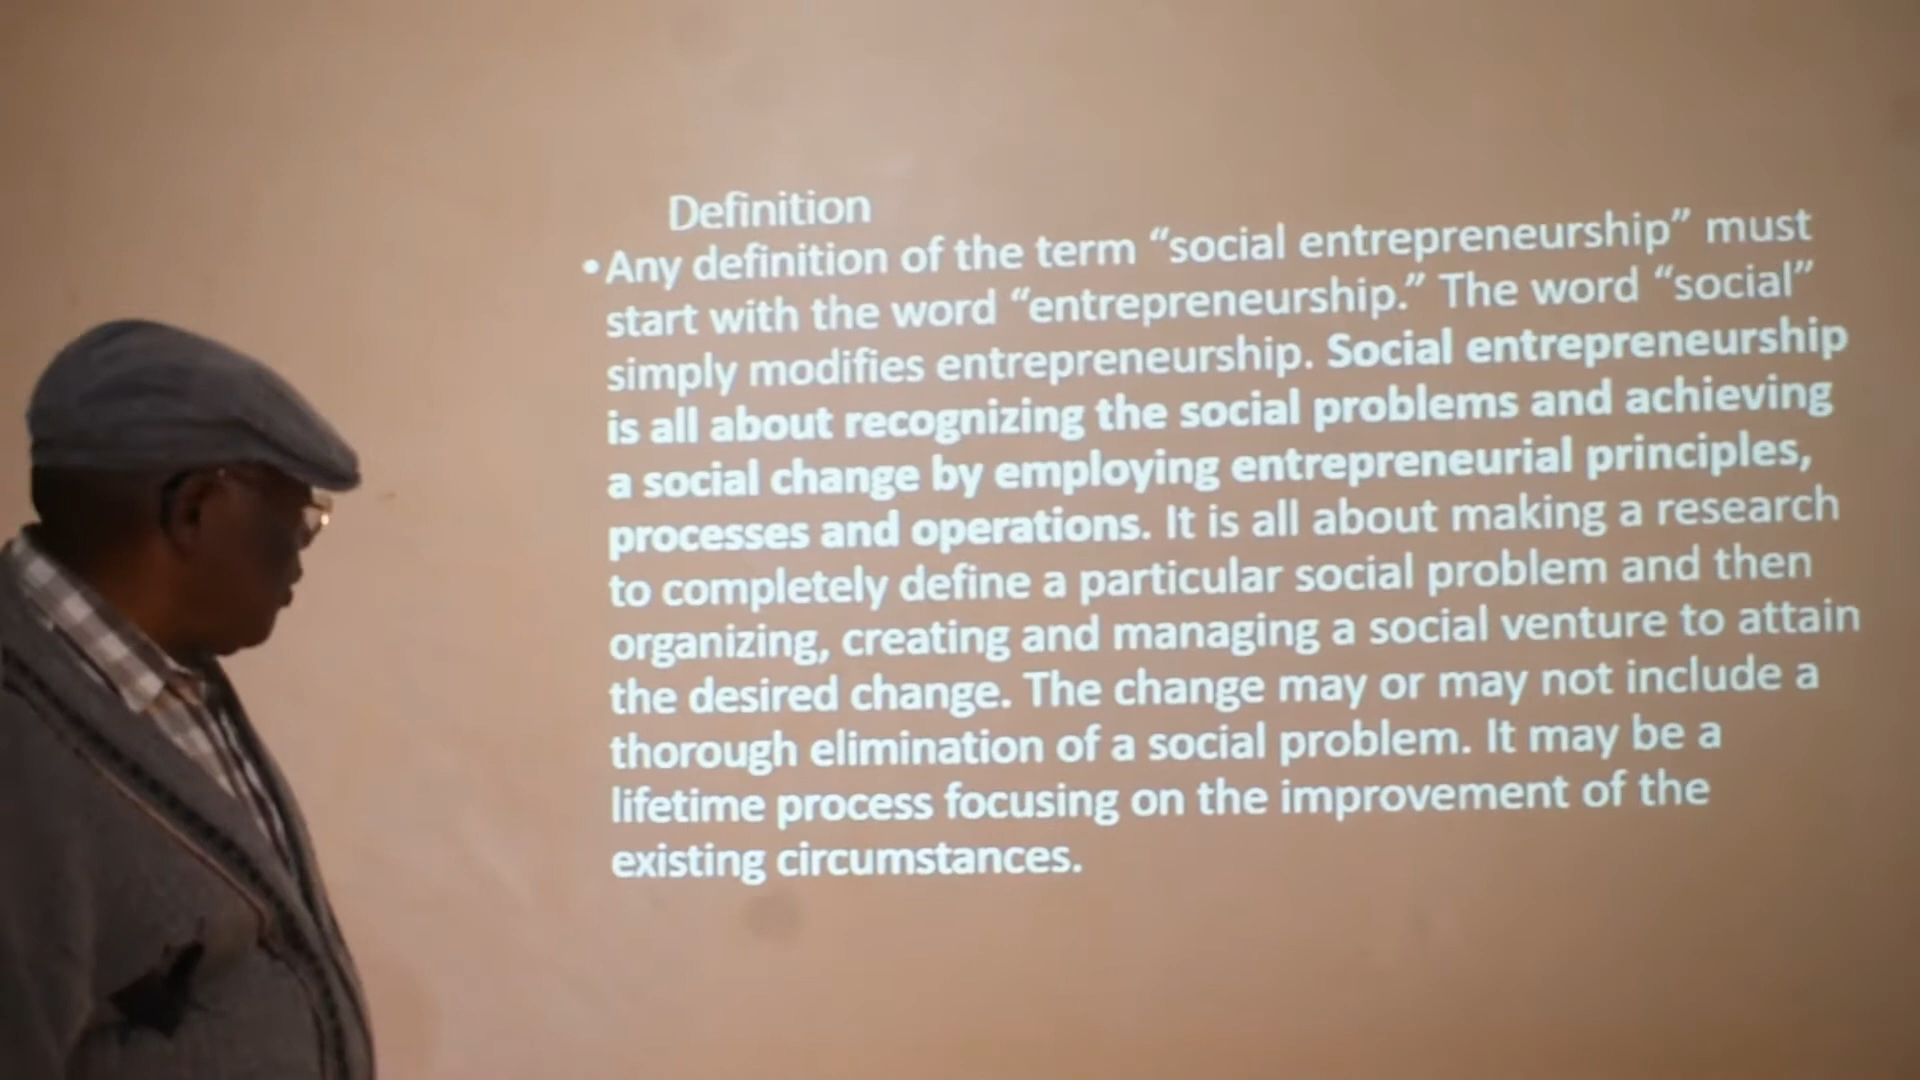 Definition
•Any definition of the term “social entrepreneurship” must
start with the word “entrepreneurship.” The word “social”
simply modifies entrepreneurship. Social entrepreneurship
is all about recognizing the social problems and achieving
a social change by employing entrepreneurial principles,
processes and operations. It is all about making a research
to completely define a particular social problem and then
organizing, creating and managing a social venture to attain
the desired change. The change may or may not include a
thorough elimination of a social problem. It may be a
lifetime process focusing on the improvement of the
existing circumstances.